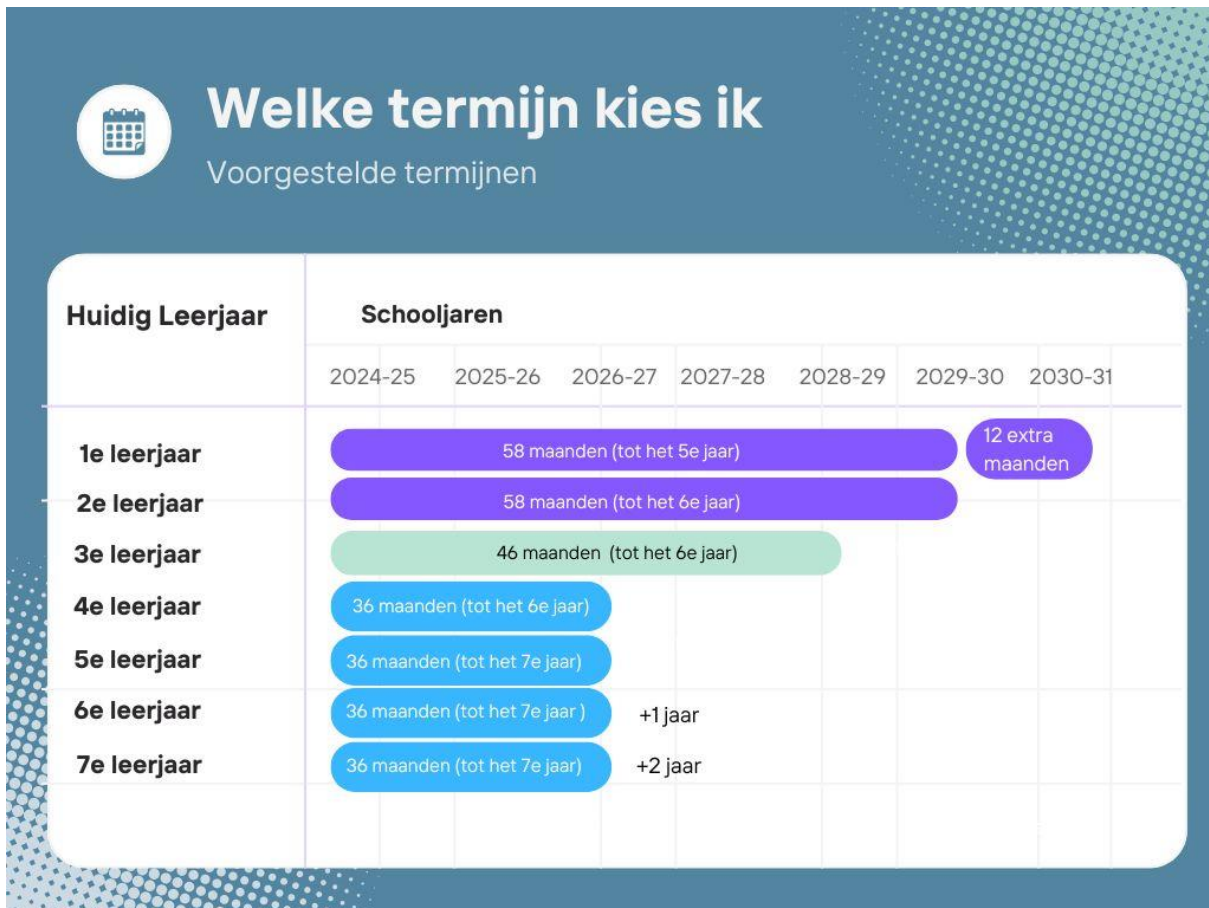 Welke termijn kies ik
Voorgestelde termijnen
Huidig Leerjaar
Schooljaren
2024-25 2025-26 2026-27 2027-28 2028-29 2029-30 2030-31
1e leerjaar
58 maanden (tot het 5e jaar)
12 extra
maanden
2e leerjaar
58 maanden (tot het 6e jaar)
3e leerjaar
46 maanden (tot het 6e jaar)
4e leerjaar
36 maanden (tot het 6e jaar)
5e leerjaar
36 maanden (tot het 7e jaar)
6e leerjaar
36 maanden (tot het 7e jaar )
+1 jaar
7e leerjaar
36 maanden (tot het 7e jaar)
+2 jaar